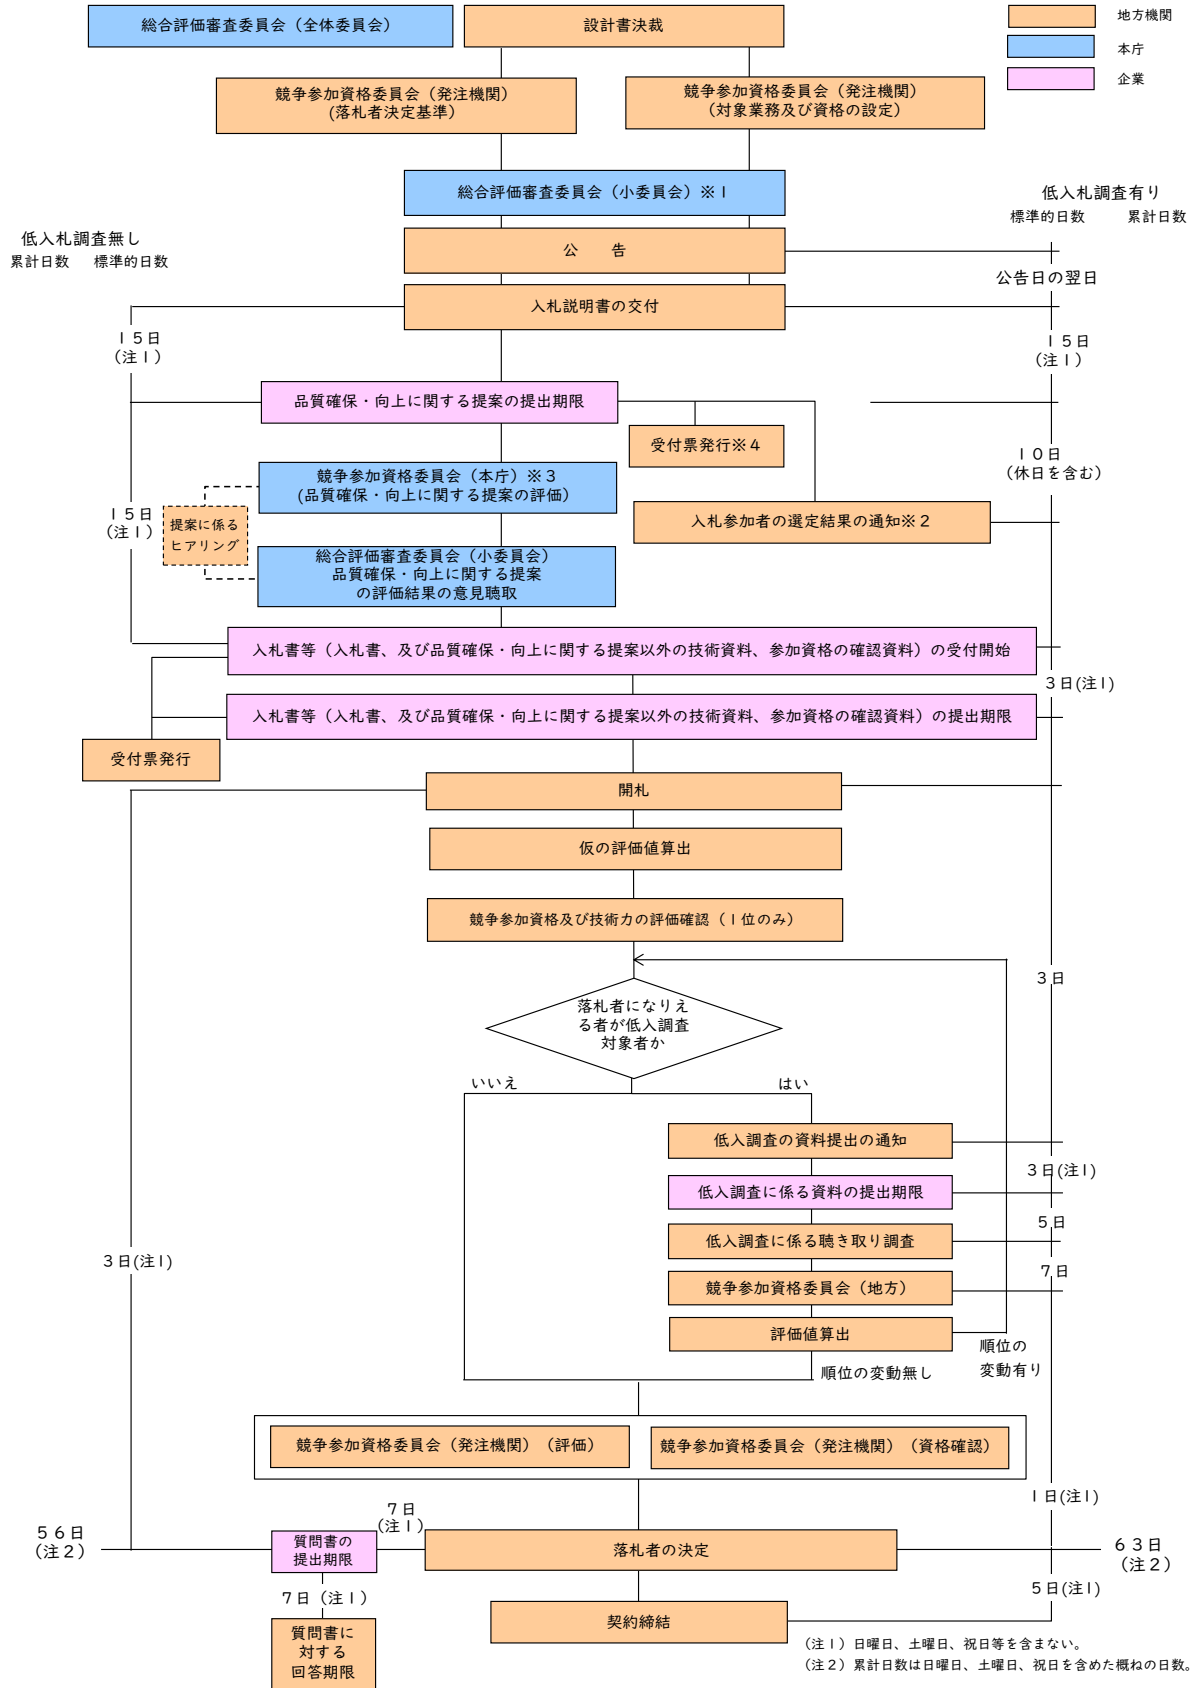 総合評価審査委員会（全体委員会）
設計書決裁
地方機関
本庁
企業
競争参加資格委員会（発注機関）
（落札者決定基準）
競争参加資格委員会（発注機関）
（対象業務及び資格の設定）
総合評価審査委員会（小委員会）※１
低入札調査有り
標準的日数　累計日数
低入札調査無し
累計日数　標準的日数
公　告
公告日の翌日
入札説明書の交付
１５日
（注１）
１５日
（注１）
品質確保・向上に関する提案の提出期限
受付票発行※４
１０日
（休日を含む）
競争参加資格委員会（本庁）※３
（品質確保・向上に関する提案の評価）
１５日
（注１）
提案に係る
ヒアリング
入札参加者の選定結果の通知※２
総合評価審査委員会（小委員会）
品質確保・向上に関する提案
の評価結果の意見聴取
入札書等（入札書、及び品質確保・向上に関する提案以外の技術資料、参加資格の確認資料）の受付開始
３日(注１)
入札書等（入札書、及び品質確保・向上に関する提案以外の技術資料、参加資格の確認資料）の提出期限
受付票発行
開札
仮の評価値算出
競争参加資格及び技術力の評価確認（１位のみ）
３日
落札者になりえ
る者が低入調査
対象者か
いいえ
はい
低入調査の資料提出の通知
３日(注１)
低入調査に係る資料の提出期限
５日
低入調査に係る聴き取り調査
３日(注１)
７日
競争参加資格委員会（地方）
評価値算出
順位の
変動有り
順位の変動無し
競争参加資格委員会（発注機関）（評価）
競争参加資格委員会（発注機関）（資格確認）
１日(注１)
５６日
（注２）
質問書の
提出期限
７日
（注１）
落札者の決定
６３日
（注２）
７日（注１）
５日(注１)
質問書に
対する
回答期限
契約締結
（注１）日曜日、土曜日、祝日等を含まない。
（注２）累計日数は日曜日、土曜日、祝日を含めた概ねの日数。